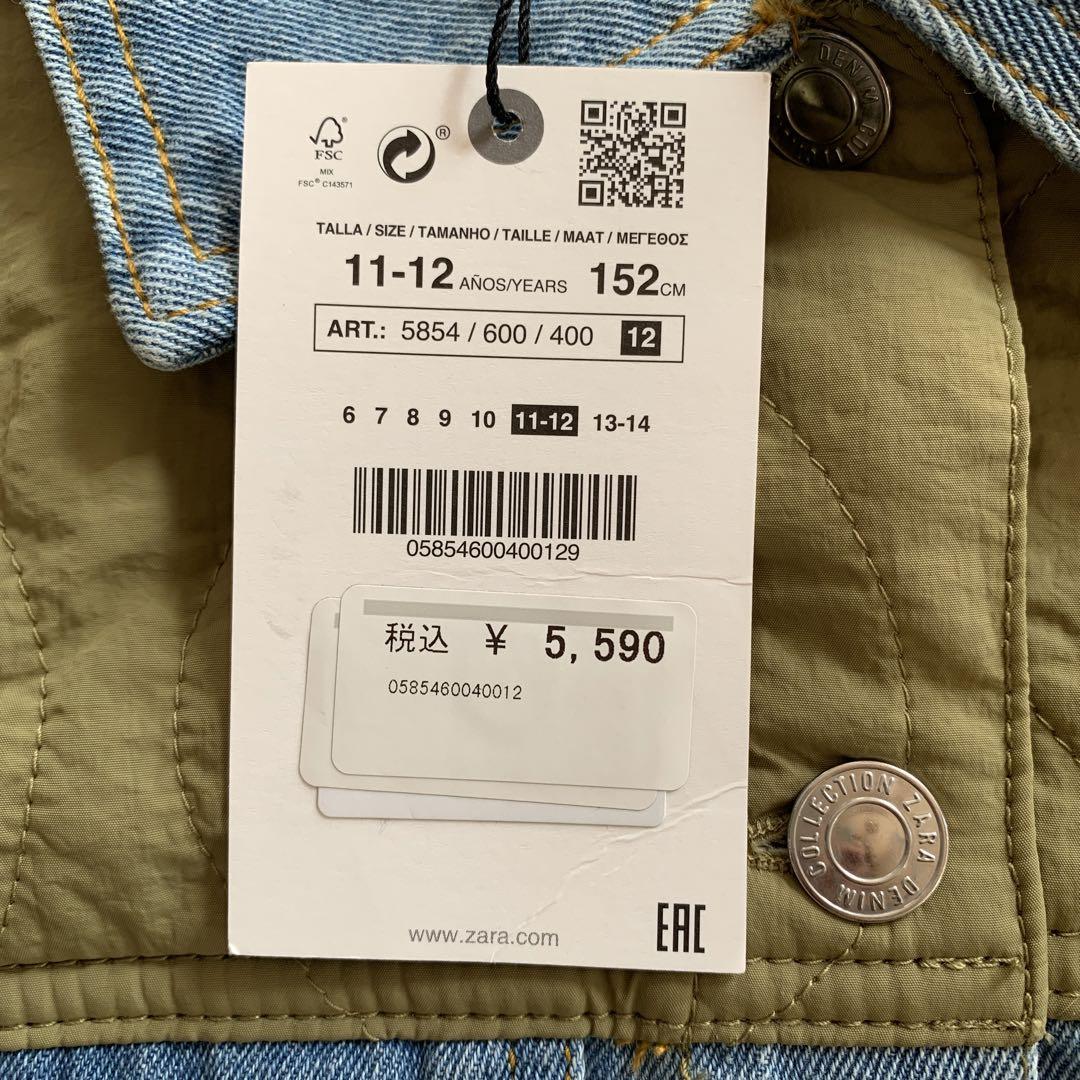 FSC
MIX
FSC® C143571
®
TALLA / SIZE / TAMANHO / TAILLE / MAAT / ΜΕΓΕΘΟΣ
11-12 AÑOS/YEARS 152CM
ART.: 5854 / 600 / 400 12
6 7 8 9 10 11-12 13-14
05854600400129
税込 ¥ 5,590
0585460040012
www.zara.com
EAC
DENIM
COLLECTION ZARA DENIM